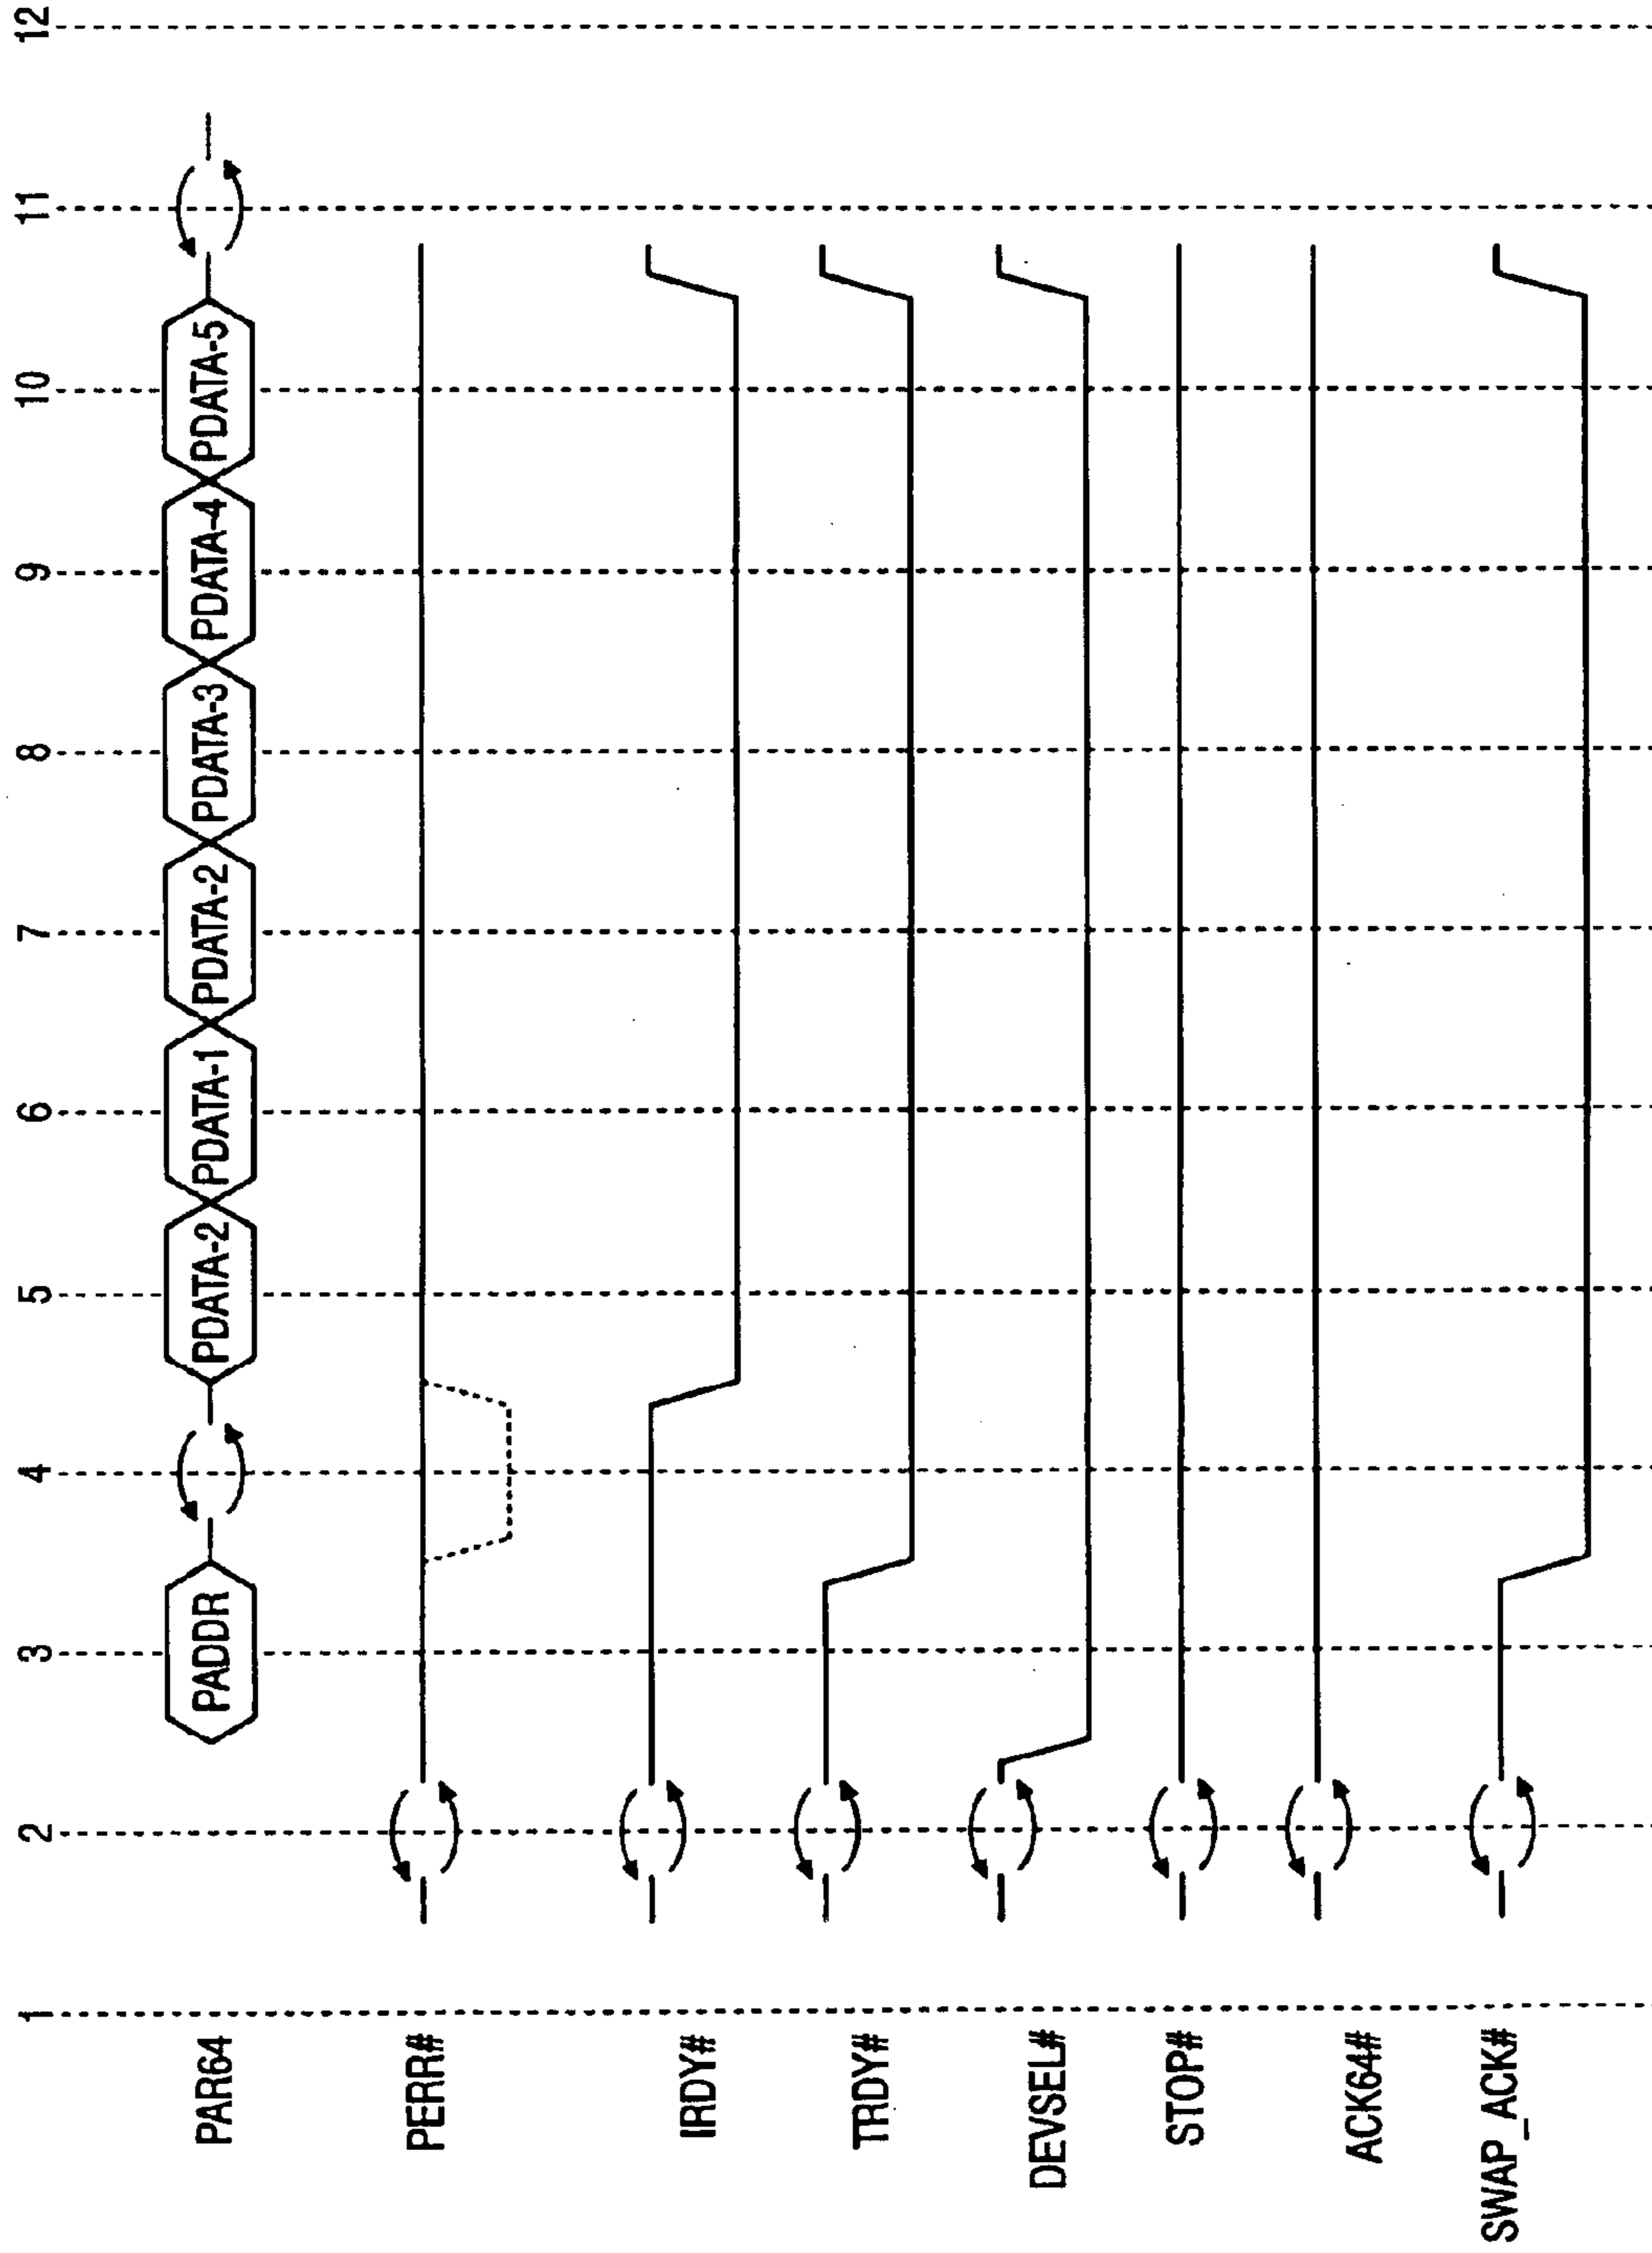 1 2 3 4 5 6 7 8 9 10 11 12
PAR64 PADDR PDATA-2 PDATA-1 PDATA-2 PDATA-3 PDATA-4 PDATA-5
PERR#
IRDY#
TRDY#
DEVSEL#
STOP#
ACK64#
SWAP_ACK#